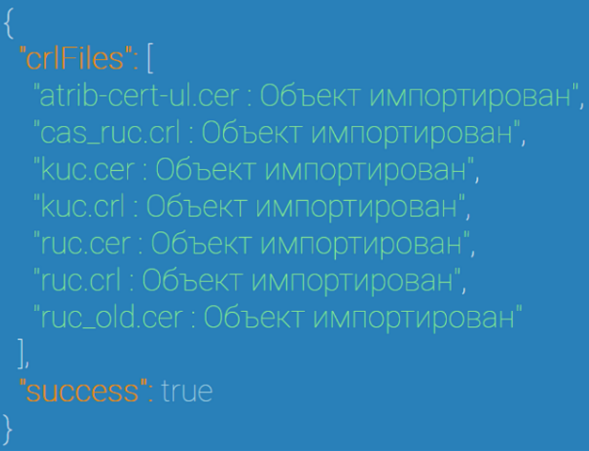 {
"crlFiles": [
"atrib-cert-ul.cer : Объект импортирован",
"cas_ruc.crl : Объект импортирован",
"kuc.cer : Объект импортирован",
"kuc.crl : Объект импортирован",
"ruc.cer : Объект импортирован",
"ruc.crl : Объект импортирован",
"ruc_old.cer : Объект импортирован"
],
"success": true
}